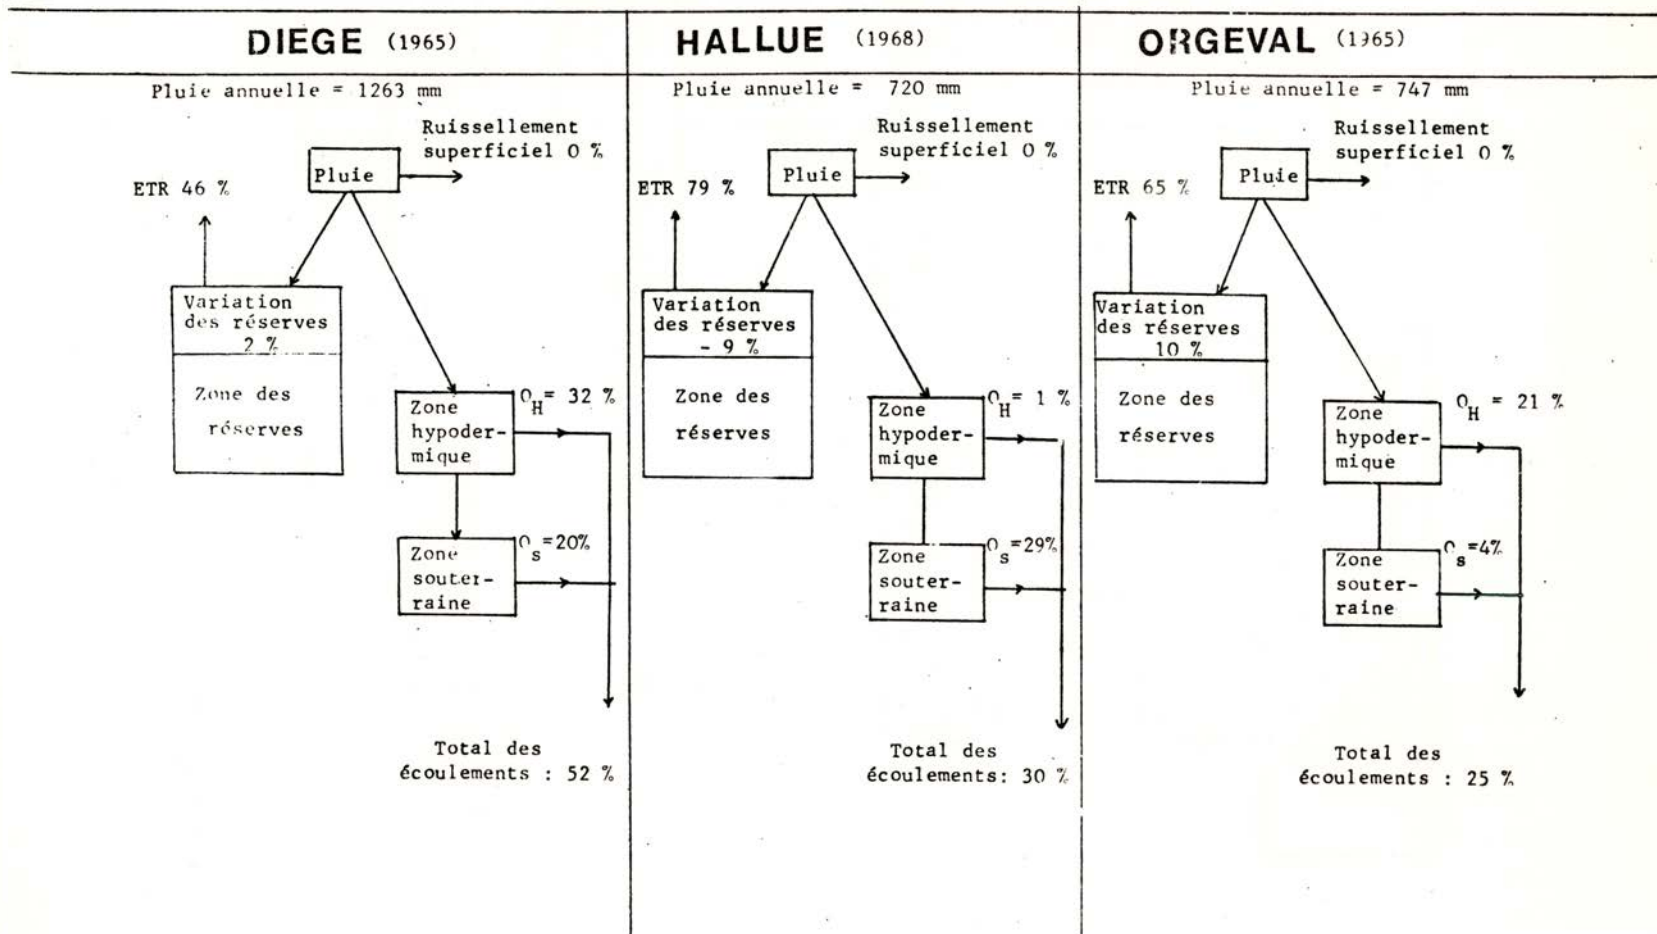 DIEGE (1965)
Pluie annuelle = 1263 mm
Ruissellement
superficiel 0 %
Pluie
ETR 46 %
Variation
des réserves
2 %
Zone des
réserves
Q_H = 32 %
Zone
hypoder-
mique
Q_s =20%
Zone
souter-
raine
Total des
écoulements : 52 %
HALLUE (1968)
Pluie annuelle = 720 mm
Ruissellement
superficiel 0 %
Pluie
ETR 79 %
Variation
des réserves
- 9 %
Zone des
réserves
Q_H = 1 %
Zone
hypoder-
mique
Q_s =29%
Zone
souter-
raine
Total des
écoulements: 30 %
ORGEVAL (1965)
Pluie annuelle = 747 mm
Ruissellement
superficiel 0 %
Pluie
ETR 65 %
Variation
des réserves
10 %
Zone des
réserves
Q_H = 21 %
Zone
hypoder-
mique
Q_s =4%
Zone
souter-
raine
Total des
écoulements : 25 %